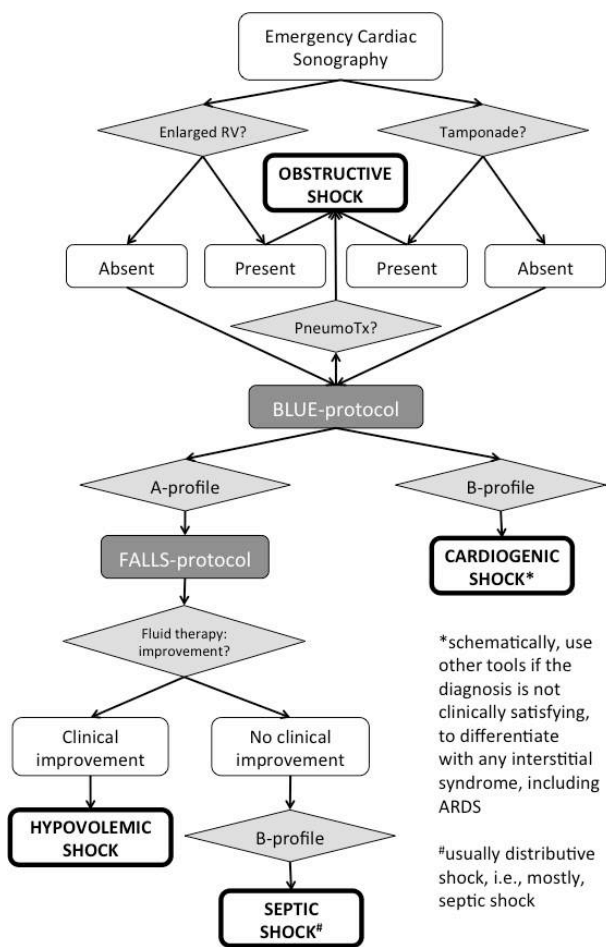 Emergency Cardiac
Sonography
Enlarged RV?
Tamponade?
OBSTRUCTIVE
SHOCK
Absent
Present
Present
Absent
PneumoTx?
BLUE-protocol
A-profile
B-profile
FALLS-protocol
CARDIOGENIC
SHOCK*
Fluid therapy:
improvement?
Clinical
improvement
No clinical
improvement
HYPOVOLEMIC
SHOCK
B-profile
SEPTIC
SHOCK#
*schematically, use
other tools if the
diagnosis is not
clinically satisfying,
to differentiate
with any interstitial
syndrome, including
ARDS
#usually distributive
shock, i.e., mostly,
septic shock